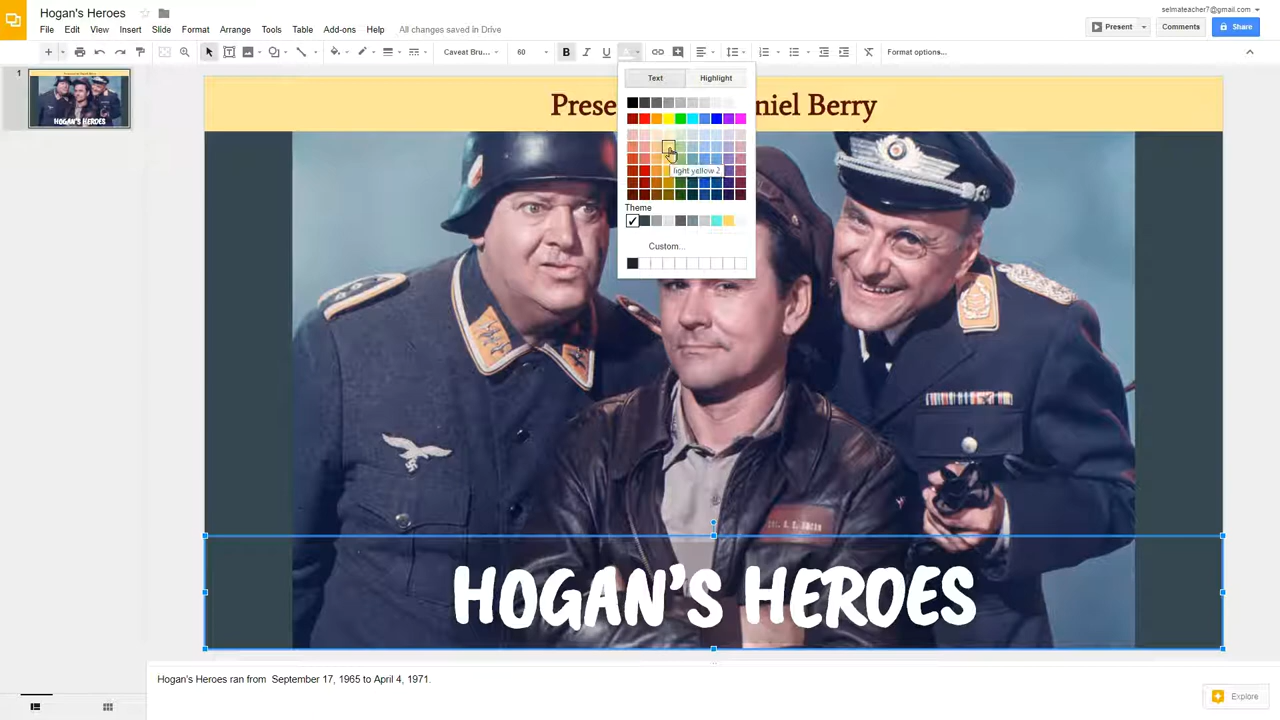 Hogan's Heroes
selmateacher7@gmail.com
File Edit View Insert Slide Format Arrange Tools Table Add-ons Help All changes saved in Drive
Present Comments Share
Caveat Bru... 60 B I U A Format options...
Text Highlight
light yellow 2
Theme
Custom...
1
HOGAN'S HEROES
Prese niel Berry
HOGAN'S HEROES
Hogan's Heroes ran from September 17, 1965 to April 4, 1971.
Explore